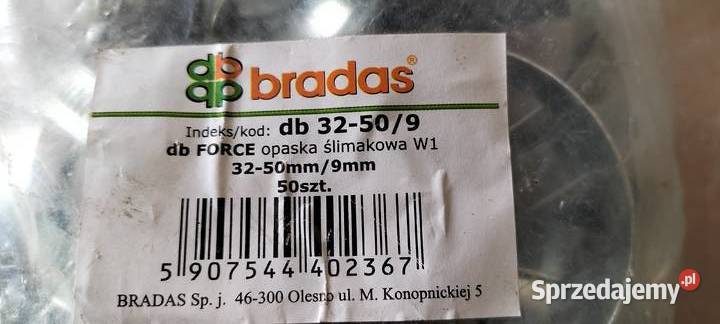 bradas®
Indeks/kod: db 32-50/9
db FORCE opaska ślimakowa W1
32-50mm/9mm
50szt.
5 907544 402367
BRADAS Sp. j. 46-300 Olesno ul. M. Konopnickiej 5
Sprzedajemy.pl